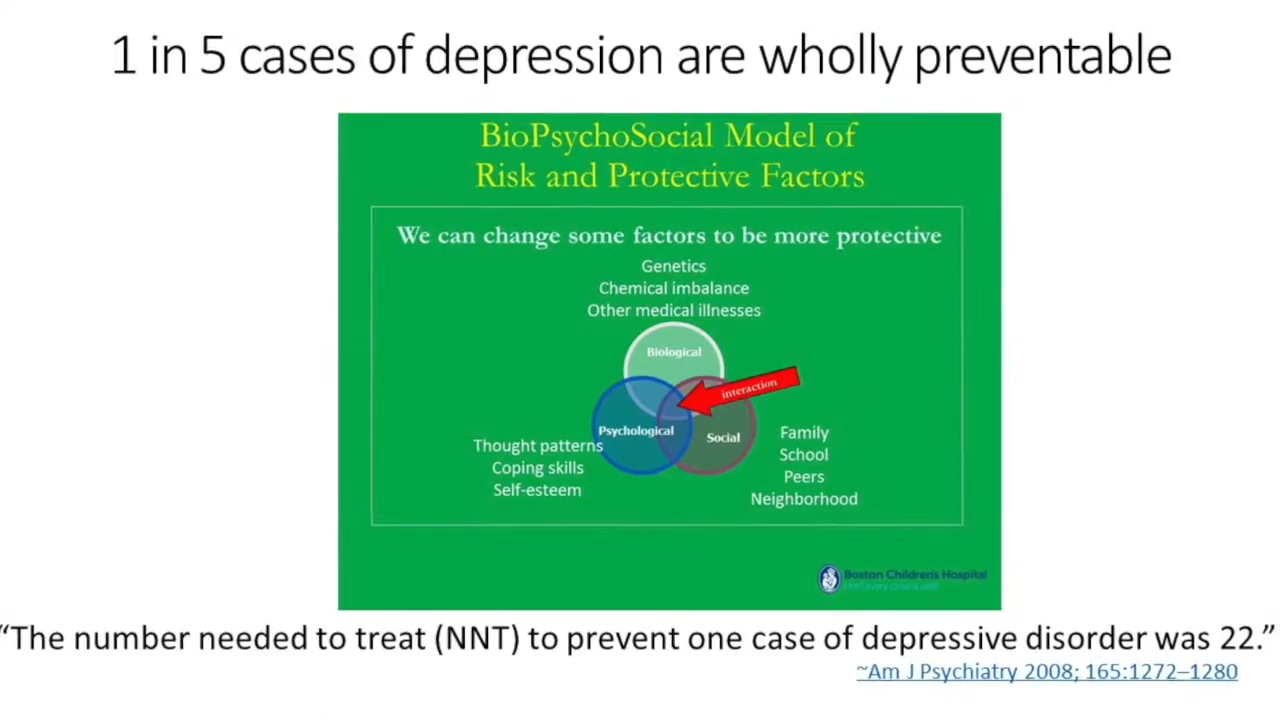 1 in 5 cases of depression are wholly preventable
BioPsychoSocial Model of
Risk and Protective Factors
We can change some factors to be more protective
Genetics
Chemical imbalance
Other medical illnesses
Biological
interaction
Psychological
Social
Thought patterns
Coping skills
Self-esteem
Family
School
Peers
Neighborhood
Boston Children's Hospital
"The number needed to treat (NNT) to prevent one case of depressive disorder was 22."
~Am J Psychiatry 2008; 165:1272–1280